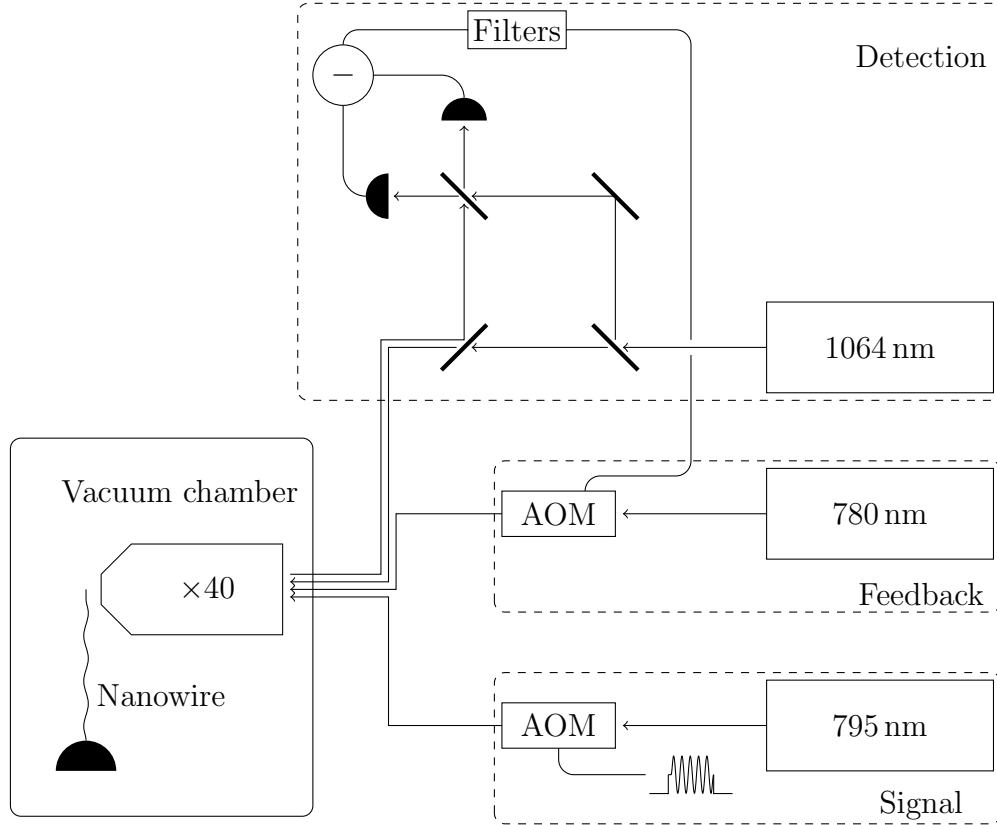 Filters
−
Detection
1064 nm
Vacuum chamber
AOM
780 nm
×40
Feedback
Nanowire
AOM
795 nm
Signal